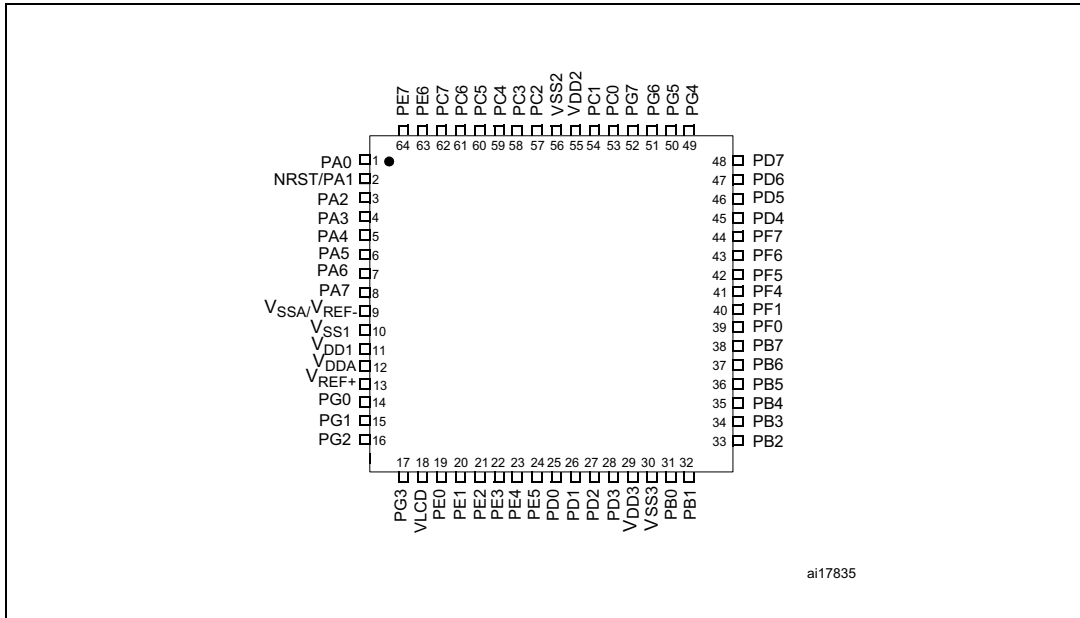 PE7 PE6 PC7 PC6 PC5 PC4 PC3 PC2 VSS2 VDD2 PC1 PC0 PG7 PG6 PG5 PG4
64 63 62 61 60 59 58 57 56 55 54 53 52 51 50 49
PA0 1 48 PD7
NRST/PA1 2 47 PD6
PA2 3 46 PD5
PA3 4 45 PD4
PA4 5 44 PF7
PA5 6 43 PF6
PA6 7 42 PF5
PA7 8 41 PF4
VSSA/VREF- 9 40 PF1
VSS1 10 39 PF0
VDD1 11 38 PB7
VDDA 12 37 PB6
VREF+ 13 36 PB5
PG0 14 35 PB4
PG1 15 34 PB3
PG2 16 33 PB2
17 18 19 20 21 22 23 24 25 26 27 28 29 30 31 32
PG3 VLCD PE0 PE1 PE2 PE3 PE4 PE5 PD0 PD1 PD2 PD3 VDD3 VSS3 PB0 PB1
ai17835